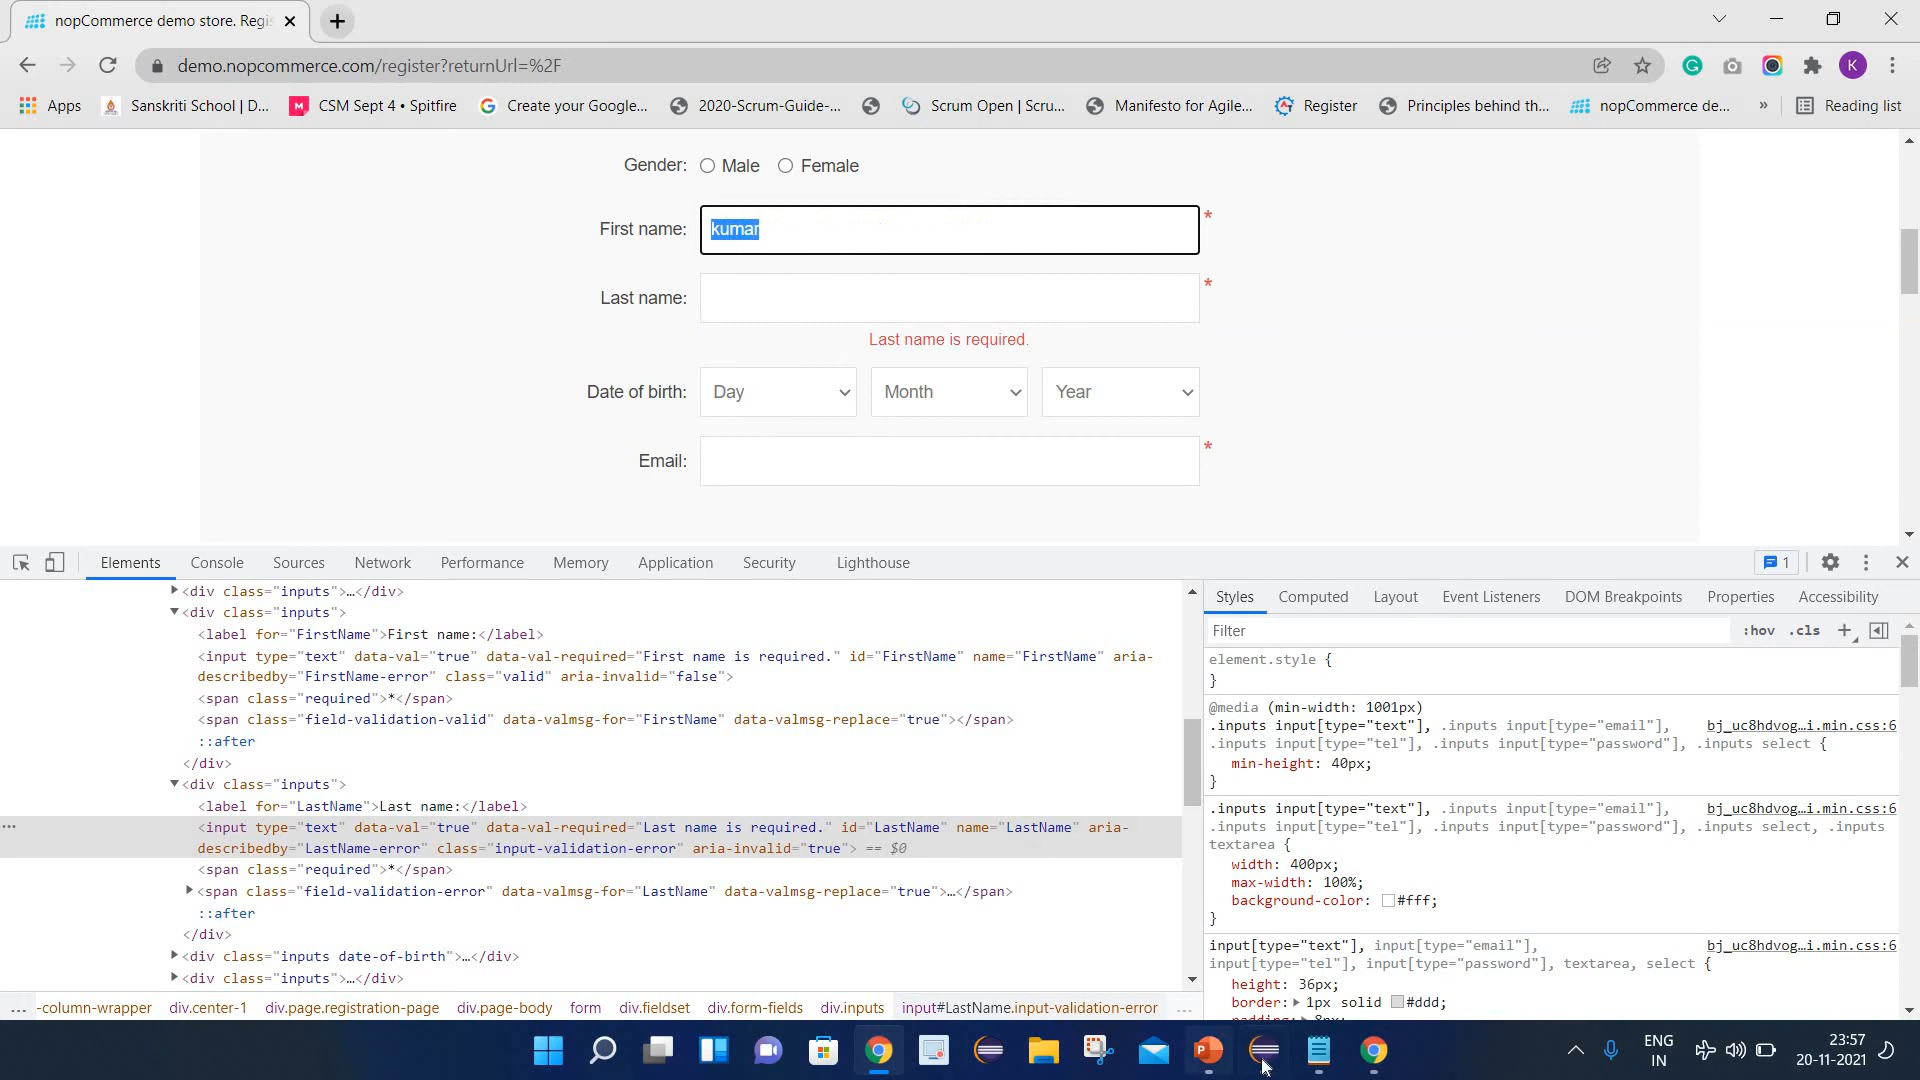 nopCommerce demo store. Regis
demo.nopcommerce.com/register?returnUrl=%2F
K
Apps
Sanskriti School | D...
CSM Sept 4 • Spitfire
Create your Google...
2020-Scrum-Guide-...
Scrum Open | Scru...
Manifesto for Agile...
Register
Principles behind th...
nopCommerce de...
»
Reading list
Gender: Male Female
First name: kumar *
Last name: *
Last name is required.
Date of birth: Day Month Year
Email: *
Elements Console Sources Network Performance Memory Application Security Lighthouse 1
<div class="inputs">…</div>
<div class="inputs">
<label for="FirstName">First name:</label>
<input type="text" data-val="true" data-val-required="First name is required." id="FirstName" name="FirstName" aria-
describedby="FirstName-error" class="valid" aria-invalid="false">
<span class="required">*</span>
<span class="field-validation-valid" data-valmsg-for="FirstName" data-valmsg-replace="true"></span>
::after
</div>
<div class="inputs">
<label for="LastName">Last name:</label>
<input type="text" data-val="true" data-val-required="Last name is required." id="LastName" name="LastName" aria-
describedby="LastName-error" class="input-validation-error" aria-invalid="true"> == $0
<span class="required">*</span>
<span class="field-validation-error" data-valmsg-for="LastName" data-valmsg-replace="true">…</span>
::after
</div>
<div class="inputs date-of-birth">…</div>
<div class="inputs">…</div>
... -column-wrapper div.center-1 div.page.registration-page div.page-body form div.fieldset div.form-fields div.inputs input#LastName.input-validation-error ...
Styles Computed Layout Event Listeners DOM Breakpoints Properties Accessibility
Filter :hov .cls +
element.style {
}
@media (min-width: 1001px)
.inputs input[type="text"], .inputs input[type="email"], bj_uc8hdvog…i.min.css:6
.inputs input[type="tel"], .inputs input[type="password"], .inputs select {
min-height: 40px;
}
.inputs input[type="text"], .inputs input[type="email"], bj_uc8hdvog…i.min.css:6
.inputs input[type="tel"], .inputs input[type="password"], .inputs select, .inputs
textarea {
width: 400px;
max-width: 100%;
background-color: #fff;
}
input[type="text"], input[type="email"], bj_uc8hdvog…i.min.css:6
input[type="tel"], input[type="password"], textarea, select {
height: 36px;
border: 1px solid #ddd;
padding: 8px;
ENG
IN
23:57
20-11-2021